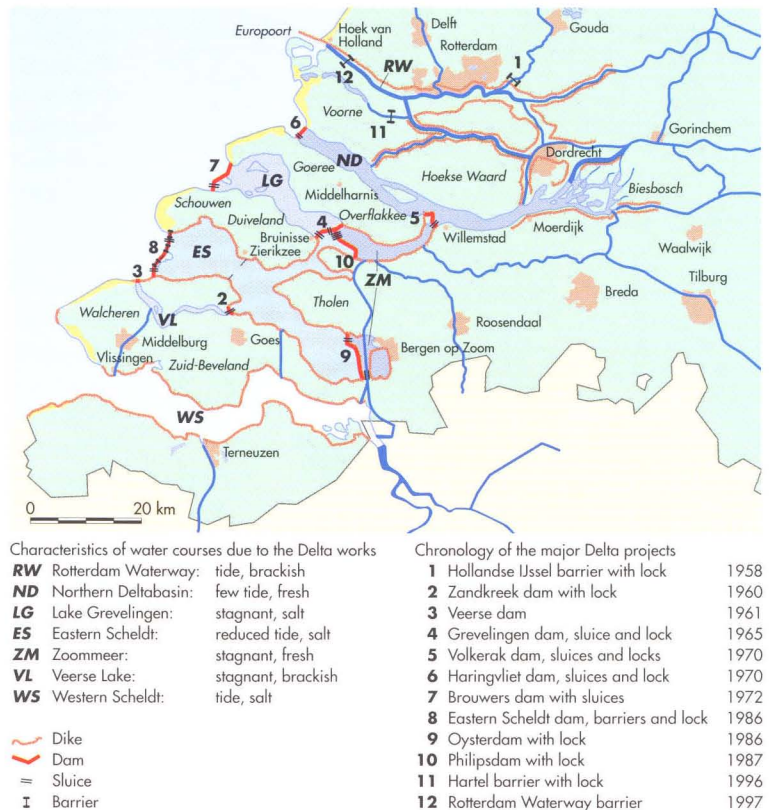 Europoort
Hoek van
Holland
Delft
Gouda
Rotterdam
RW
1
12
Voorne
11
Gorinchem
6
ND
Goeree
Dordrecht
Hoekse Waard
Biesbosch
7
LG
Middelharnis
Schouwen
Duiveland
Overflakkee
4
5
Willemstad
Moerdijk
8
ES
Bruinisse
Zierikzee
10
Waalwijk
3
ZM
Tilburg
2
Tholen
Breda
Walcheren
VL
Roosendaal
Middelburg
Goes
Bergen op Zoom
Vlissingen
Zuid-Beveland
9
WS
Terneuzen
0 20 km
Characteristics of water courses due to the Delta works
RW Rotterdam Waterway: tide, brackish
ND Northern Deltabasin: few tide, fresh
LG Lake Grevelingen: stagnant, salt
ES Eastern Scheldt: reduced tide, salt
ZM Zoommeer: stagnant, fresh
VL Veerse Lake: stagnant, brackish
WS Western Scheldt: tide, salt
Dike
Dam
Sluice
Barrier
Chronology of the major Delta projects
1 Hollandse IJssel barrier with lock 1958
2 Zandkreek dam with lock 1960
3 Veerse dam 1961
4 Grevelingen dam, sluice and lock 1965
5 Volkerak dam, sluices and locks 1970
6 Haringvliet dam, sluices and lock 1970
7 Brouwers dam with sluices 1972
8 Eastern Scheldt dam, barriers and lock 1986
9 Oysterdam with lock 1986
10 Philipsdam with lock 1987
11 Hartel barrier with lock 1996
12 Rotterdam Waterway barrier 1997